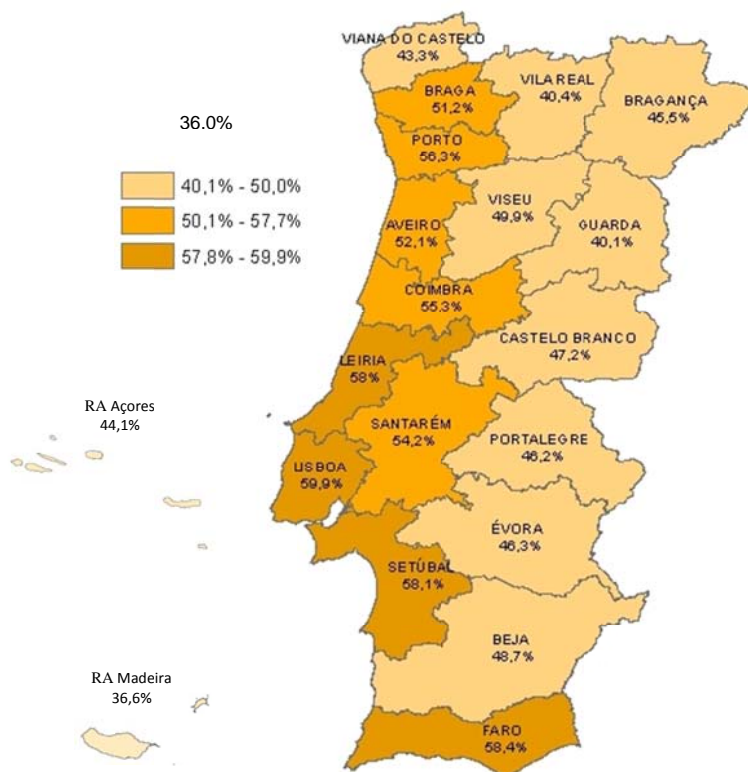 VIANA DO CASTELO
43,3%
BRAGA
51,2%
VILA REAL
40,4%
BRAGANÇA
45,5%
36.0%
PORTO
56,3%
40,1% - 50,0%
50,1% - 57,7%
57,8% - 59,9%
AVEIRO
52,1%
VISEU
49,9%
GUARDA
40,1%
COIMBRA
55.3%
CASTELO BRANCO
47,2%
LEIRIA
58%
RA Açores
44,1%
SANTARÉM
54,2%
PORTALEGRE
46,2%
LISBOA
59,9%
ÉVORA
46,3%
SETÚBAL
58,1%
BEJA
48,7%
RA Madeira
36,6%
FARO
58,4%